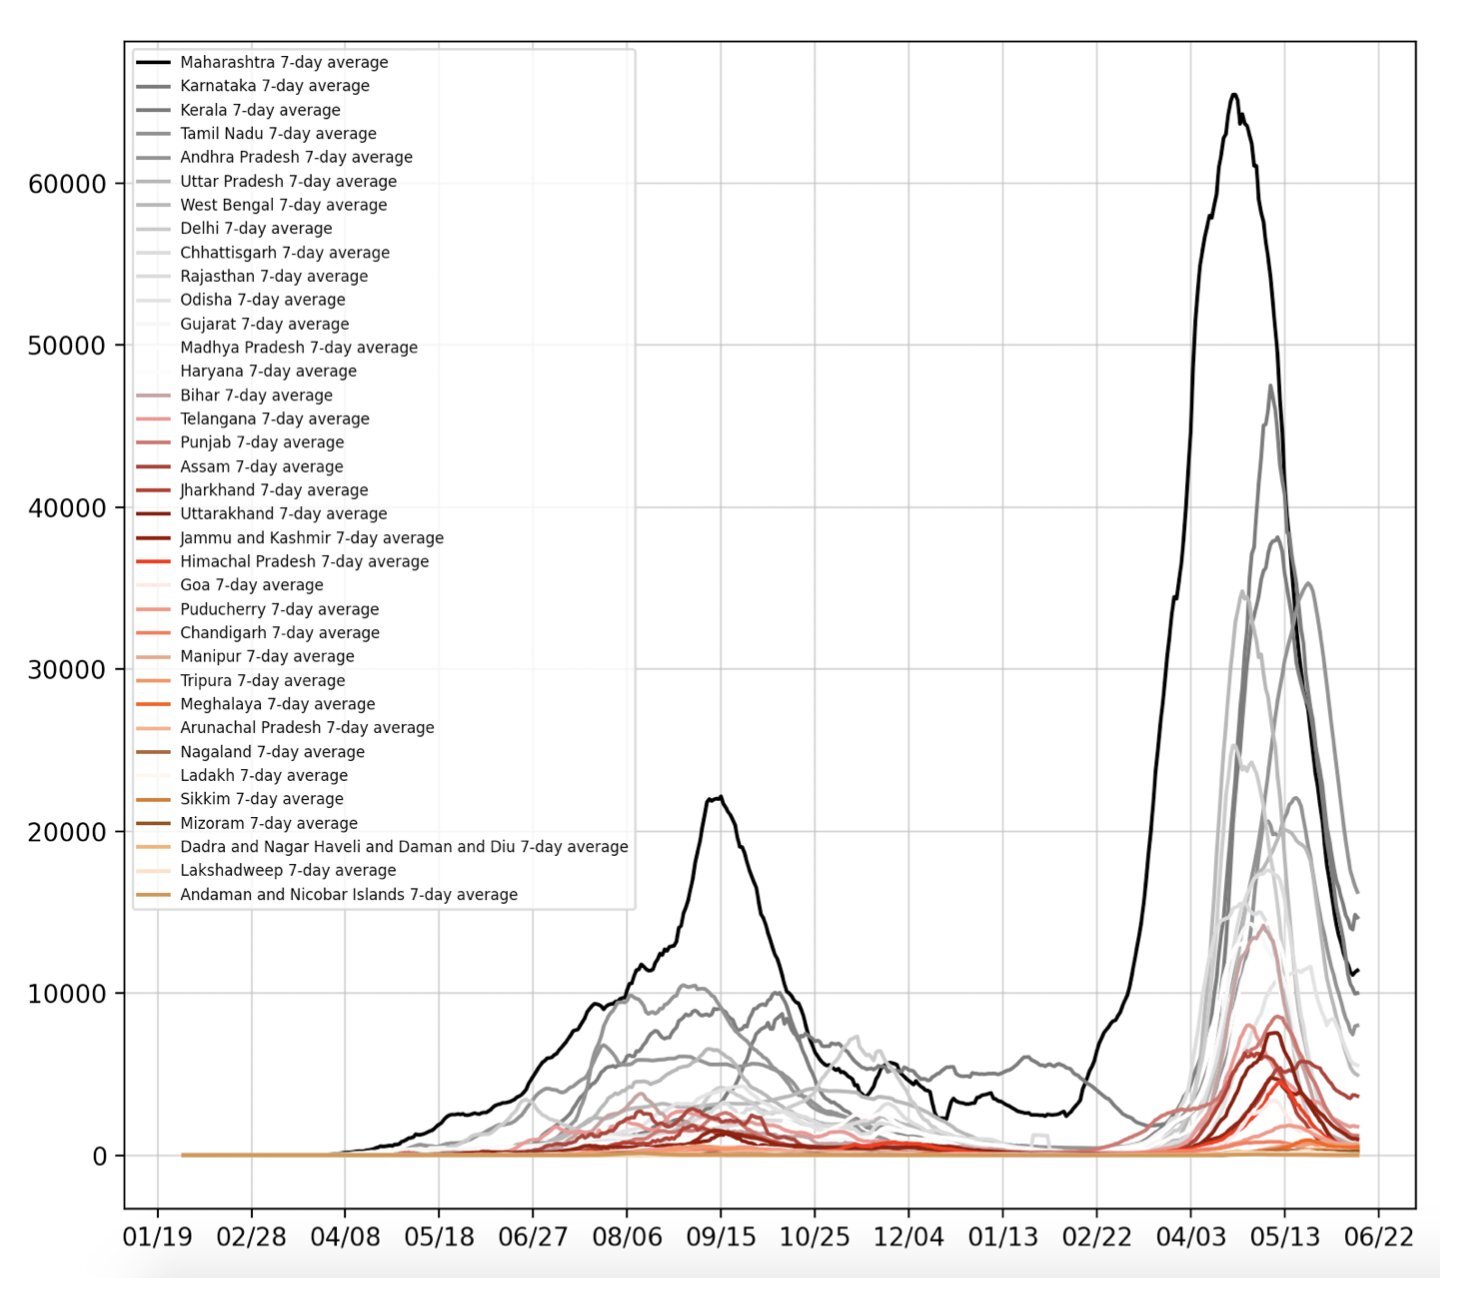 Maharashtra 7-day average
Karnataka 7-day average
Kerala 7-day average
Tamil Nadu 7-day average
Andhra Pradesh 7-day average
Uttar Pradesh 7-day average
West Bengal 7-day average
Delhi 7-day average
Chhattisgarh 7-day average
Rajasthan 7-day average
Odisha 7-day average
Gujarat 7-day average
Madhya Pradesh 7-day average
Haryana 7-day average
Bihar 7-day average
Telangana 7-day average
Punjab 7-day average
Assam 7-day average
Jharkhand 7-day average
Uttarakhand 7-day average
Jammu and Kashmir 7-day average
Himachal Pradesh 7-day average
Goa 7-day average
Puducherry 7-day average
Chandigarh 7-day average
Manipur 7-day average
Tripura 7-day average
Meghalaya 7-day average
Arunachal Pradesh 7-day average
Nagaland 7-day average
Ladakh 7-day average
Sikkim 7-day average
Mizoram 7-day average
Dadra and Nagar Haveli and Daman and Diu 7-day average
Lakshadweep 7-day average
Andaman and Nicobar Islands 7-day average
60000
50000
40000
30000
20000
10000
0
01/19 02/28 04/08 05/18 06/27 08/06 09/15 10/25 12/04 01/13 02/22 04/03 05/13 06/22